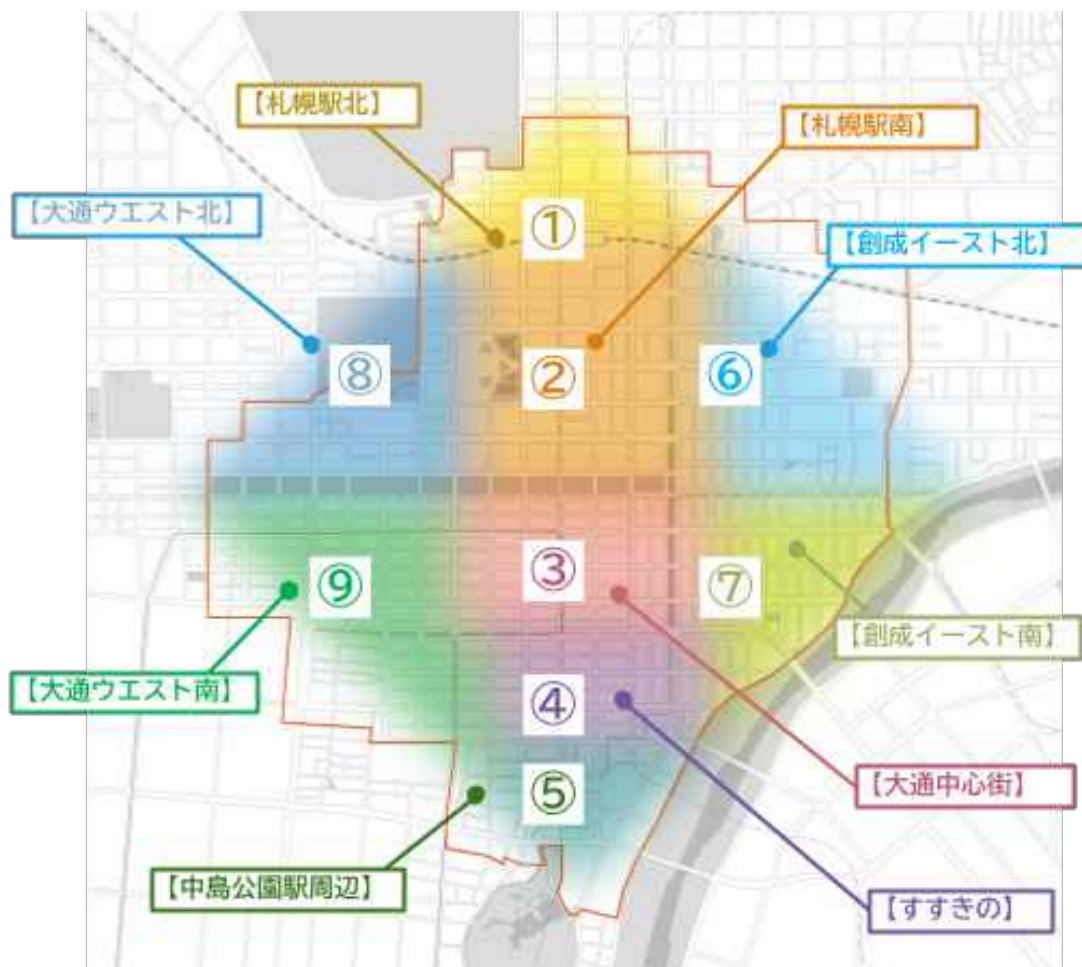 【札幌駅北】
【札幌駅南】
【大通ウエスト北】
①
【創成イースト北】
⑧
②
⑥
③
⑨
⑦
【創成イースト南】
【大通ウエスト南】
④
【大通中心街】
⑤
【中島公園駅周辺】
【すすきの】